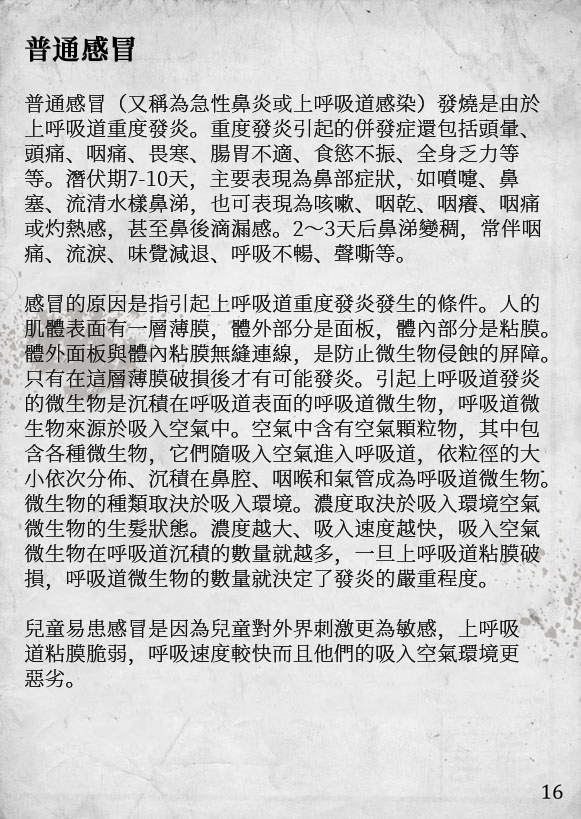 普通感冒
普通感冒（又稱為急性鼻炎或上呼吸道感染）發燒是由於
上呼吸道重度發炎。重度發炎引起的併發症還包括頭暈、
頭痛、咽痛、畏寒、腸胃不適、食慾不振、全身乏力等
等。潛伏期7-10天，主要表現為鼻部症狀，如噴嚏、鼻
塞、流清水樣鼻涕，也可表現為咳嗽、咽乾、咽癢、咽痛
或灼熱感，甚至鼻後滴漏感。2～3天后鼻涕變稠，常伴咽
痛、流淚、味覺減退、呼吸不暢、聲嘶等。
感冒的原因是指引起上呼吸道重度發炎發生的條件。人的
肌體表面有一層薄膜，體外部分是面板，體內部分是粘膜。
體外面板與體內粘膜無縫連線，是防止微生物侵蝕的屏障。
只有在這層薄膜破損後才有可能發炎。引起上呼吸道發炎
的微生物是沉積在呼吸道表面的呼吸道微生物，呼吸道微
生物來源於吸入空氣中。空氣中含有空氣顆粒物，其中包
含各種微生物，它們隨吸入空氣進入呼吸道，依粒徑的大
小依次分佈、沉積在鼻腔、咽喉和氣管成為呼吸道微生物。
微生物的種類取決於吸入環境。濃度取決於吸入環境空氣
微生物的生髮狀態。濃度越大、吸入速度越快，吸入空氣
微生物在呼吸道沉積的數量就越多，一旦上呼吸道粘膜破
損，呼吸道微生物的數量就決定了發炎的嚴重程度。
兒童易患感冒是因為兒童對外界刺激更為敏感，上呼吸
道粘膜脆弱，呼吸速度較快而且他們的吸入空氣環境更
惡劣。
16